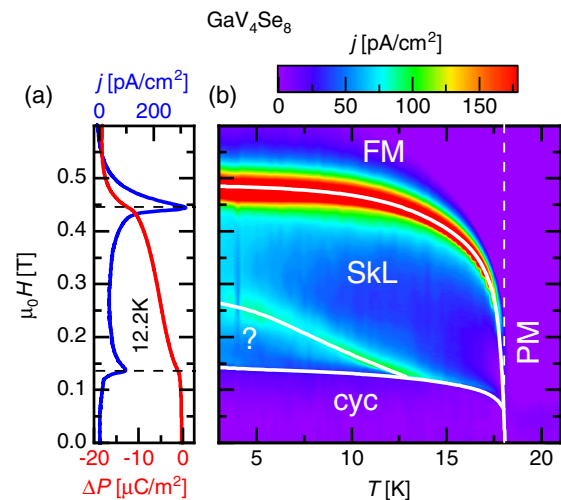 GaV₄Se₈
j [pA/cm²]
0 50 100 150
(a)
j [pA/cm²]
0 200
(b)
μ₀H [T]
0.5
0.4
0.3
0.2
0.1
0.0
12.2K
FM
SkL
?
cyc
PM
-20 -10 0
ΔP [μC/m²]
5 10 15 20
T [K]